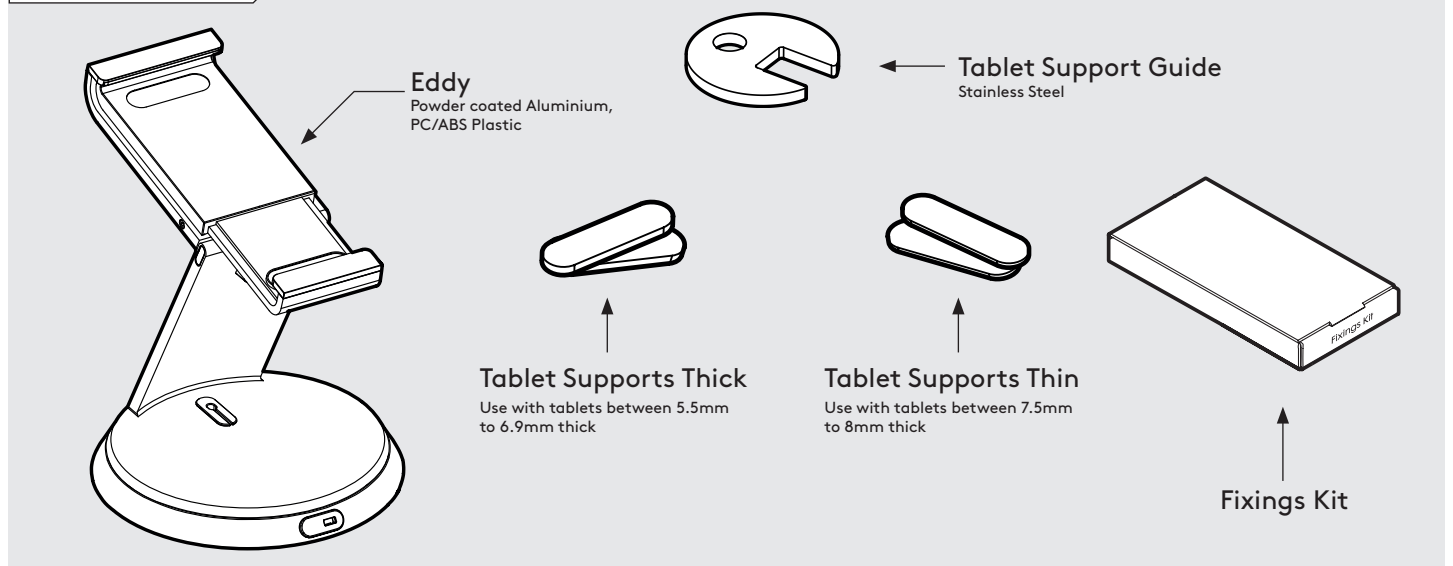 Eddy
Powder coated Aluminium,
PC/ABS Plastic
Tablet Support Guide
Stainless Steel
Tablet Supports Thick
Use with tablets between 5.5mm
to 6.9mm thick
Tablet Supports Thin
Use with tablets between 7.5mm
to 8mm thick
Fixings Kit
Fixings Kit